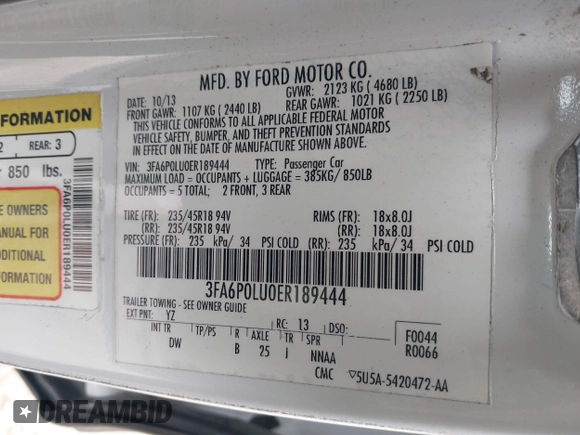 MFD. BY FORD MOTOR CO.
DATE: 10/13 GVWR: 2123 KG ( 4680 LB)
FRONT GAWR: 1107 KG ( 2440 LB) REAR GAWR: 1021 KG ( 2250 LB)
THIS VEHICLE CONFORMS TO ALL APPLICABLE FEDERAL MOTOR
VEHICLE SAFETY, BUMPER, AND THEFT PREVENTION STANDARDS
IN EFFECT ON THE DATE OF MANUFACTURE SHOWN ABOVE.
VIN: 3FA6P0LU0ER189444 TYPE: Passenger Car
MAXIMUM LOAD = OCCUPANTS + LUGGAGE = 385KG/ 850LB
OCCUPANTS = 5 TOTAL; 2 FRONT, 3 REAR
TIRE (FR): 235/45R18 94V RIMS (FR): 18x8.0J
(RR): 235/45R18 94V (RR): 18x8.0J
PRESSURE (FR): 235 kPa/ 34 PSI COLD (RR): 235 kPa/ 34 PSI COLD
3FA6P0LU0ER189444
TRAILER TOWING - SEE OWNER GUIDE
EXT PNT: YZ RC: 13 DSO: F0044
R0066
INT TR TP/PS R AXLE TR SPR
DW B 25 j NNAA
CMC ▽5U5A-5420472-AA
FORMATION
2 REAR: 3
850 lbs.
E OWNERS
ANUAL FOR
DDITIONAL
FORMATION
3FA6P0LU0ER189444
DREAMBID